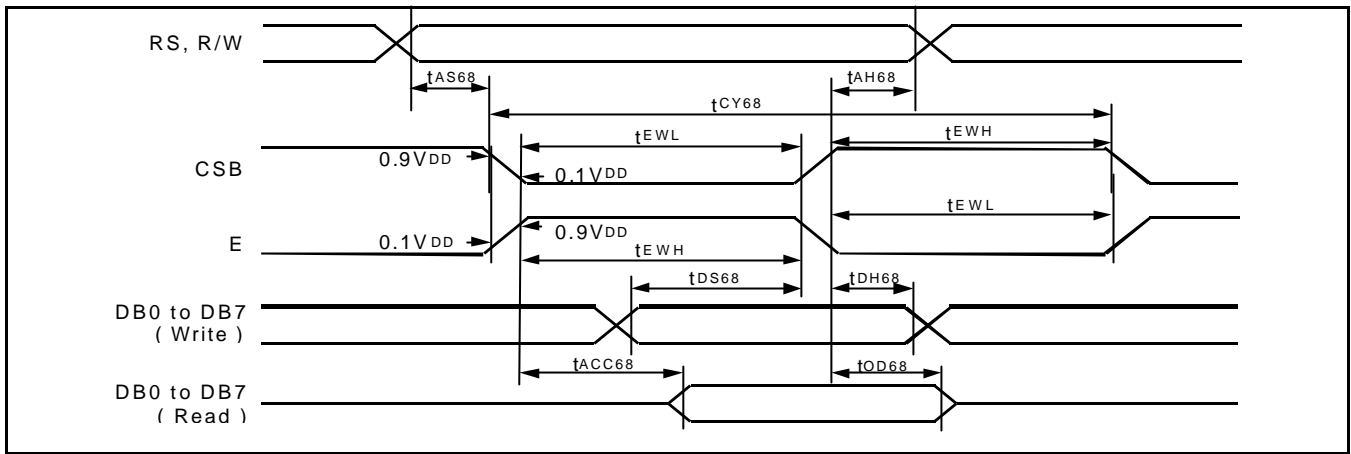 RS, R/W
tAS68
tAH68
tCY68
tEWL
tEWH
CSB
0.9VDD
0.1VDD
tEWL
E
0.1VDD
0.9VDD
tEWH
tDS68
tDH68
DB0 to DB7
( Write )
tACC68
tOD68
DB0 to DB7
( Read )